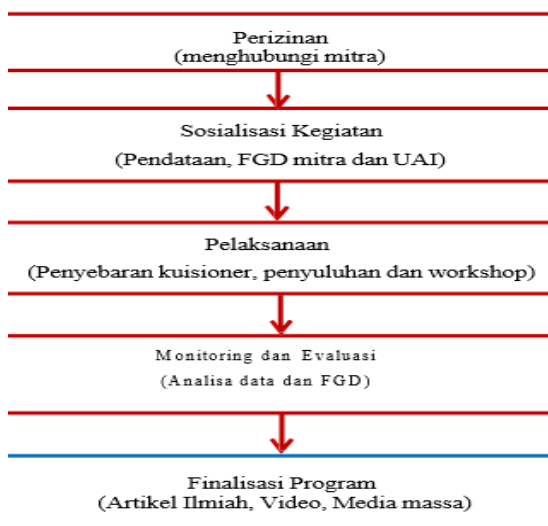 Perizinan
(menghubungi mitra)
Sosialisasi Kegiatan
(Pendataan, FGD mitra dan UAI)
Pelaksanaan
(Penyebaran kuisioner, penyuluhan dan workshop)
Monitoring dan Evaluasi
(Analisa data dan FGD)
Finalisasi Program
(Artikel Ilmiah, Video, Media massa)